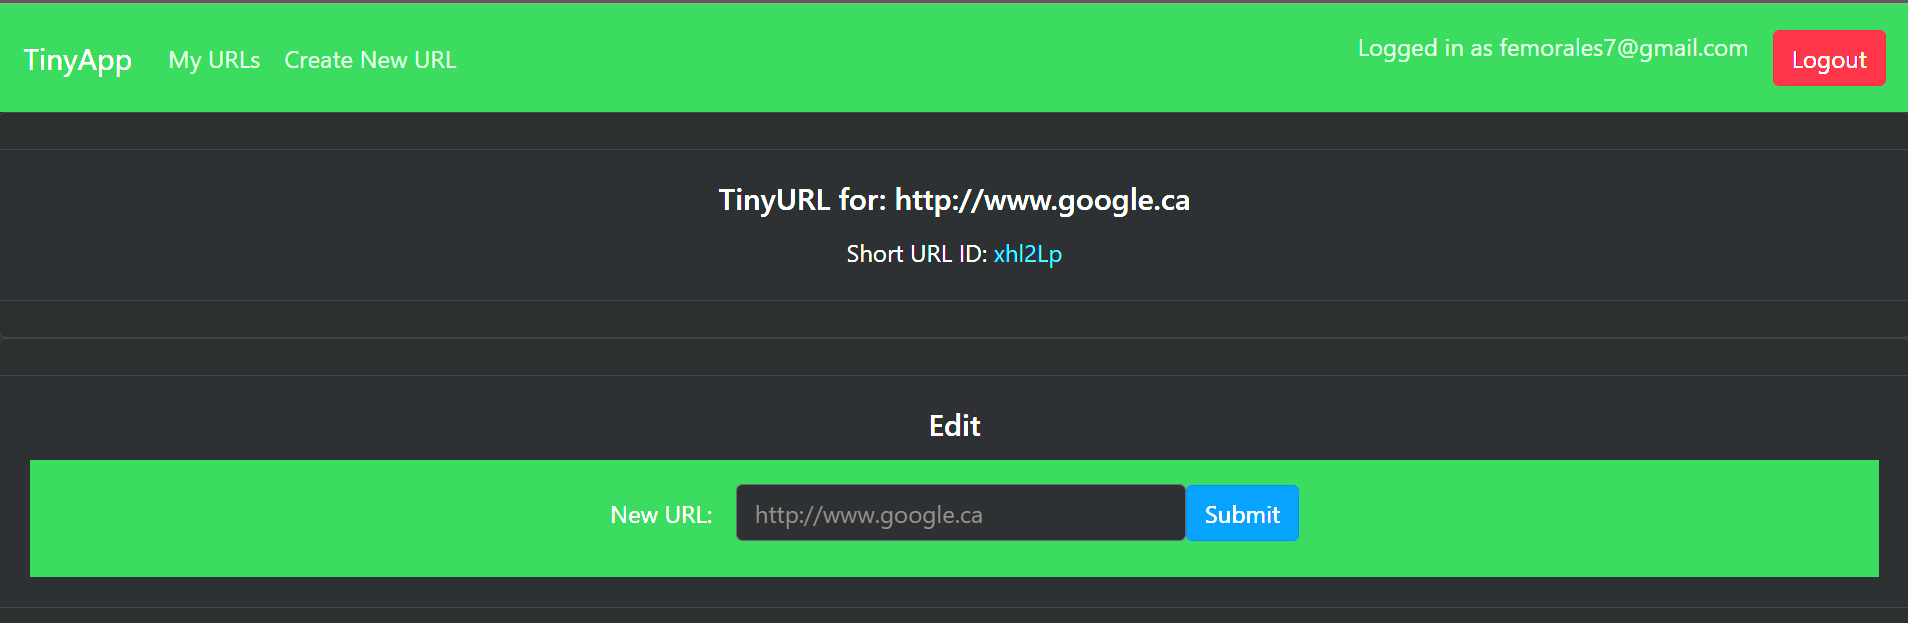 TinyApp My URLs Create New URL Logged in as femorales7@gmail.com Logout
TinyURL for: http://www.google.ca
Short URL ID: xhl2Lp
Edit
New URL: http://www.google.ca Submit